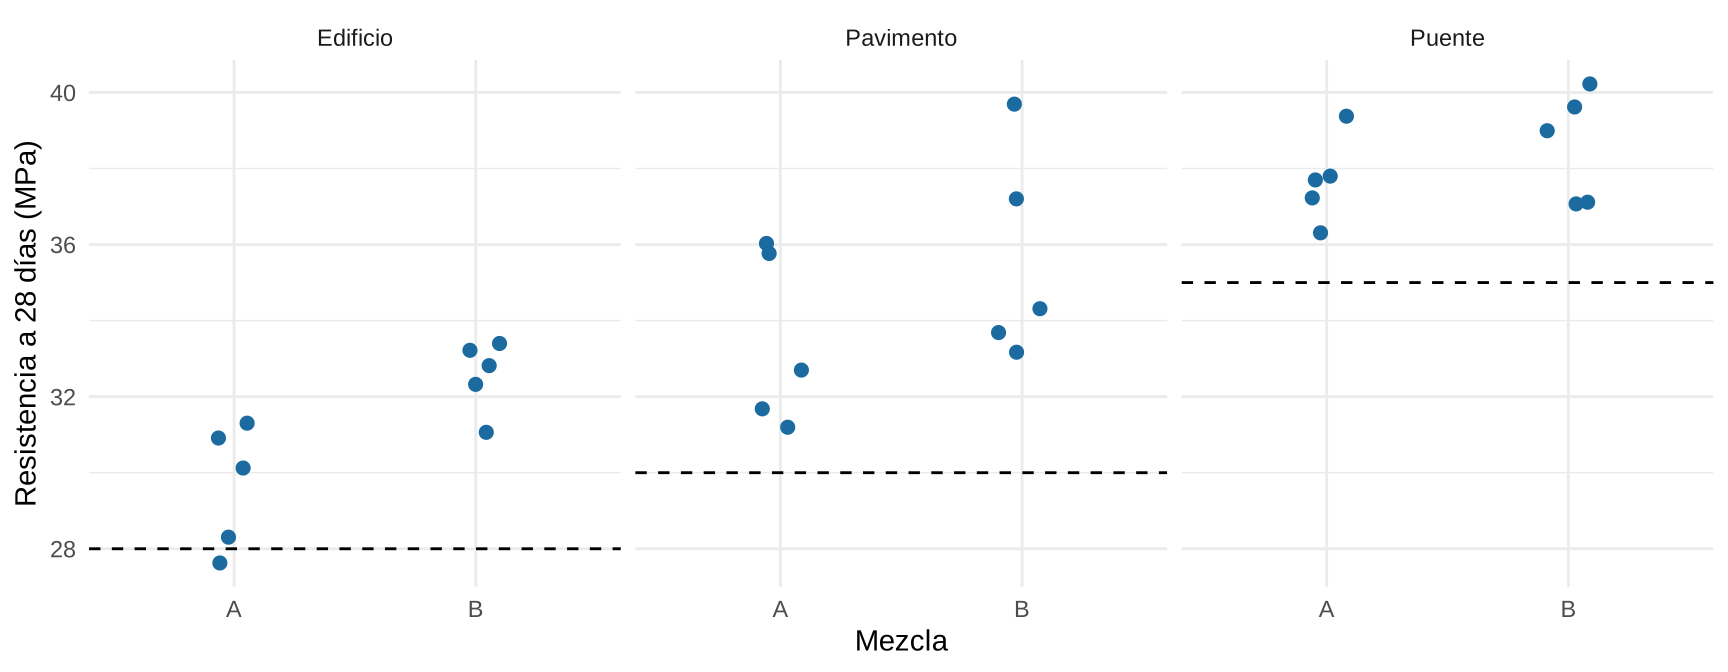 Edificio
Pavimento
Puente
Resistencia a 28 días (MPa)
40
36
32
28
A
B
A
B
A
B
Mezcla